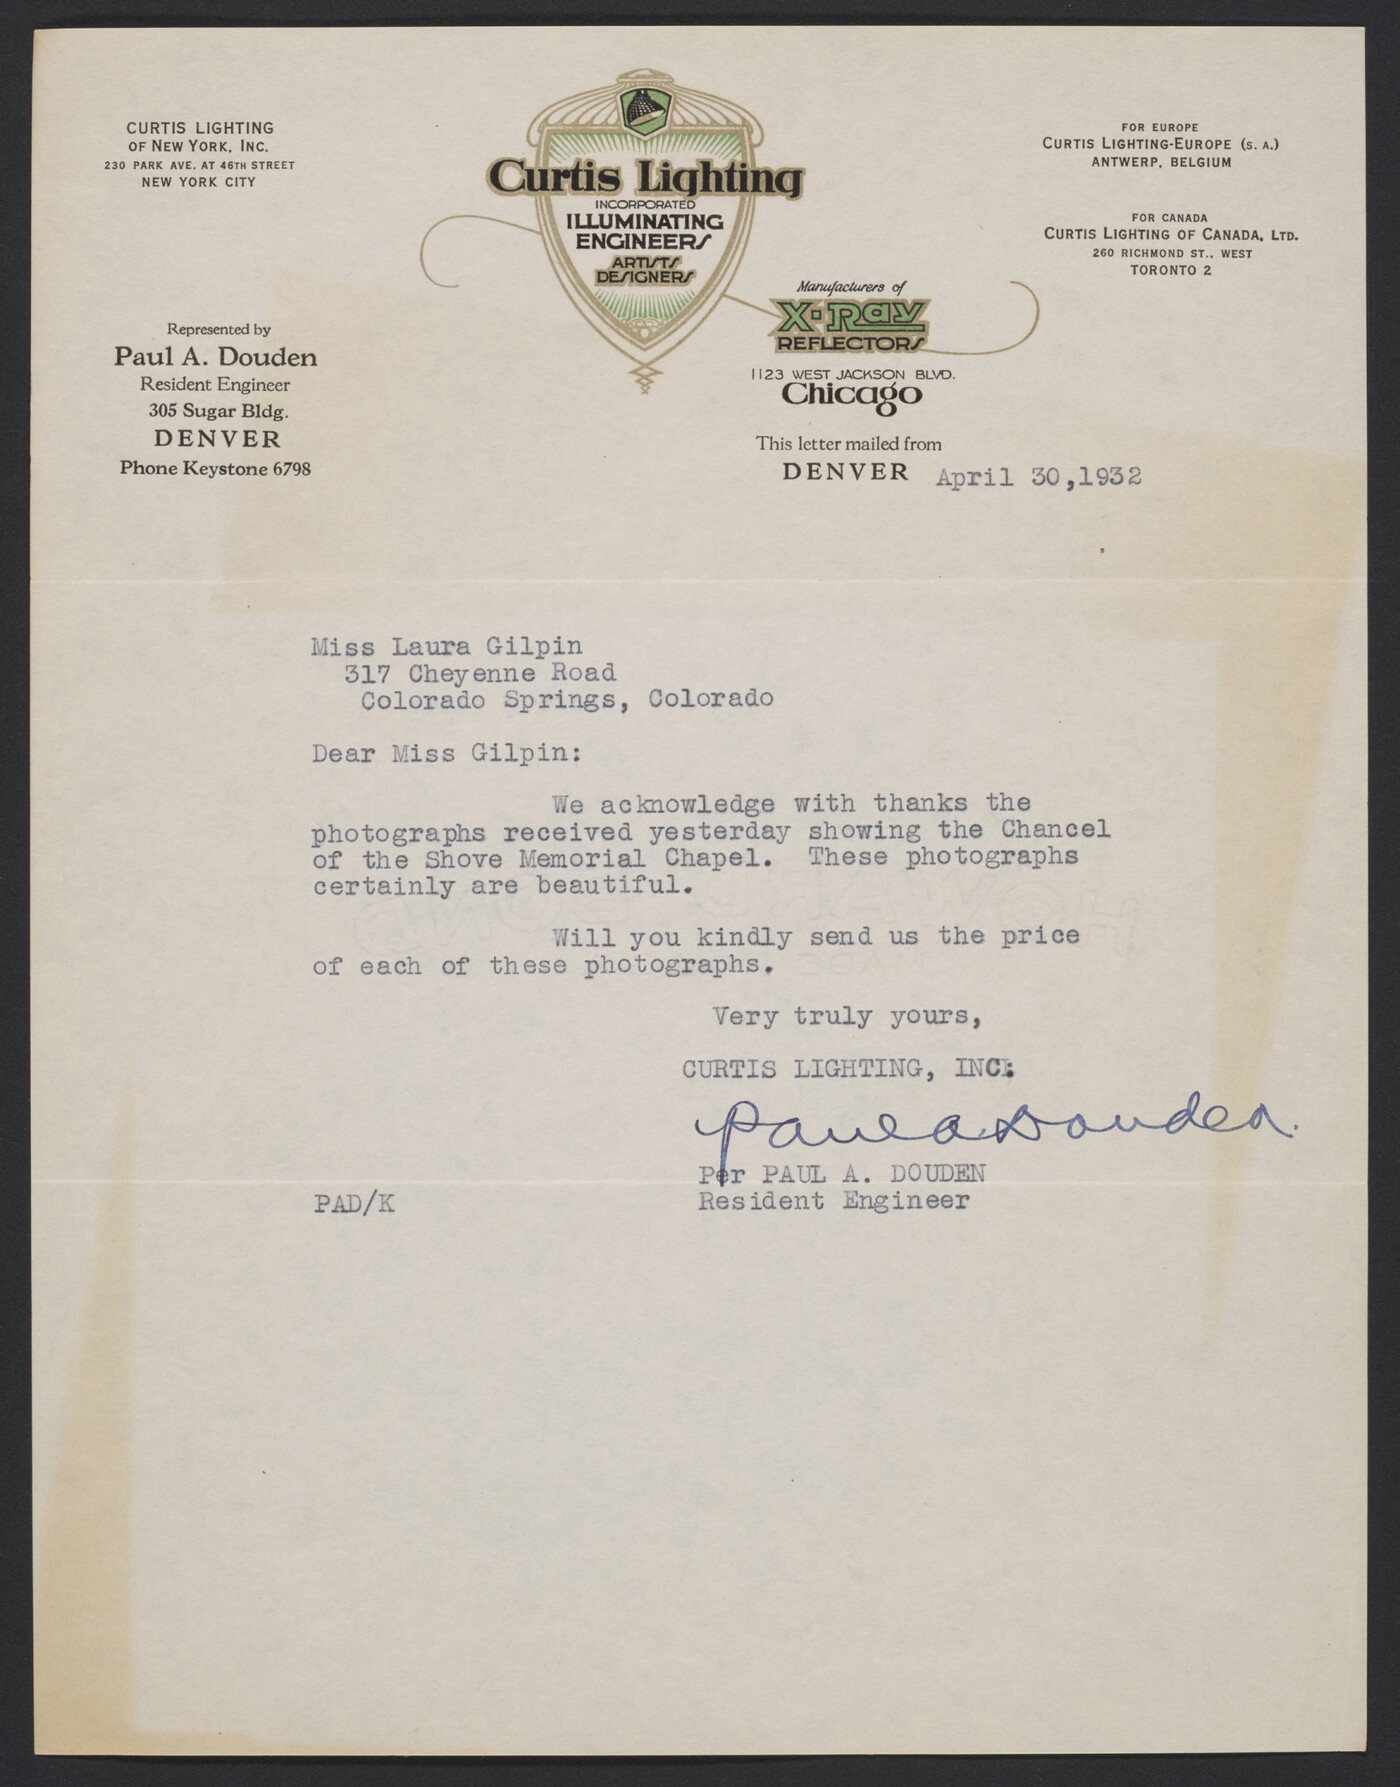 CURTIS LIGHTING
OF NEW YORK, INC.
230 PARK AVE. AT 46TH STREET
NEW YORK CITY
Curtis Lighting
INCORPORATED
ILLUMINATING
ENGINEERS
ARTISTS
DESIGNERS
FOR EUROPE
CURTIS LIGHTING-EUROPE (S. A.)
ANTWERP, BELGIUM
FOR CANADA
CURTIS LIGHTING OF CANADA, LTD.
260 RICHMOND ST., WEST
TORONTO 2
Manufacturers of
X-Ray
REFLECTORS
1123 WEST JACKSON BLVD.
Chicago
Represented by
Paul A. Douden
Resident Engineer
305 Sugar Bldg.
DENVER
Phone Keystone 6798
This letter mailed from
DENVER April 30,1932
Miss Laura Gilpin
317 Cheyenne Road
Colorado Springs, Colorado
Dear Miss Gilpin:
We acknowledge with thanks the
photographs received yesterday showing the Chancel
of the Shove Memorial Chapel. These photographs
certainly are beautiful.
Will you kindly send us the price
of each of these photographs.
Very truly yours,
CURTIS LIGHTING, INC.
Paul A Douden.
Per PAUL A. DOUDEN
Resident Engineer
PAD/K